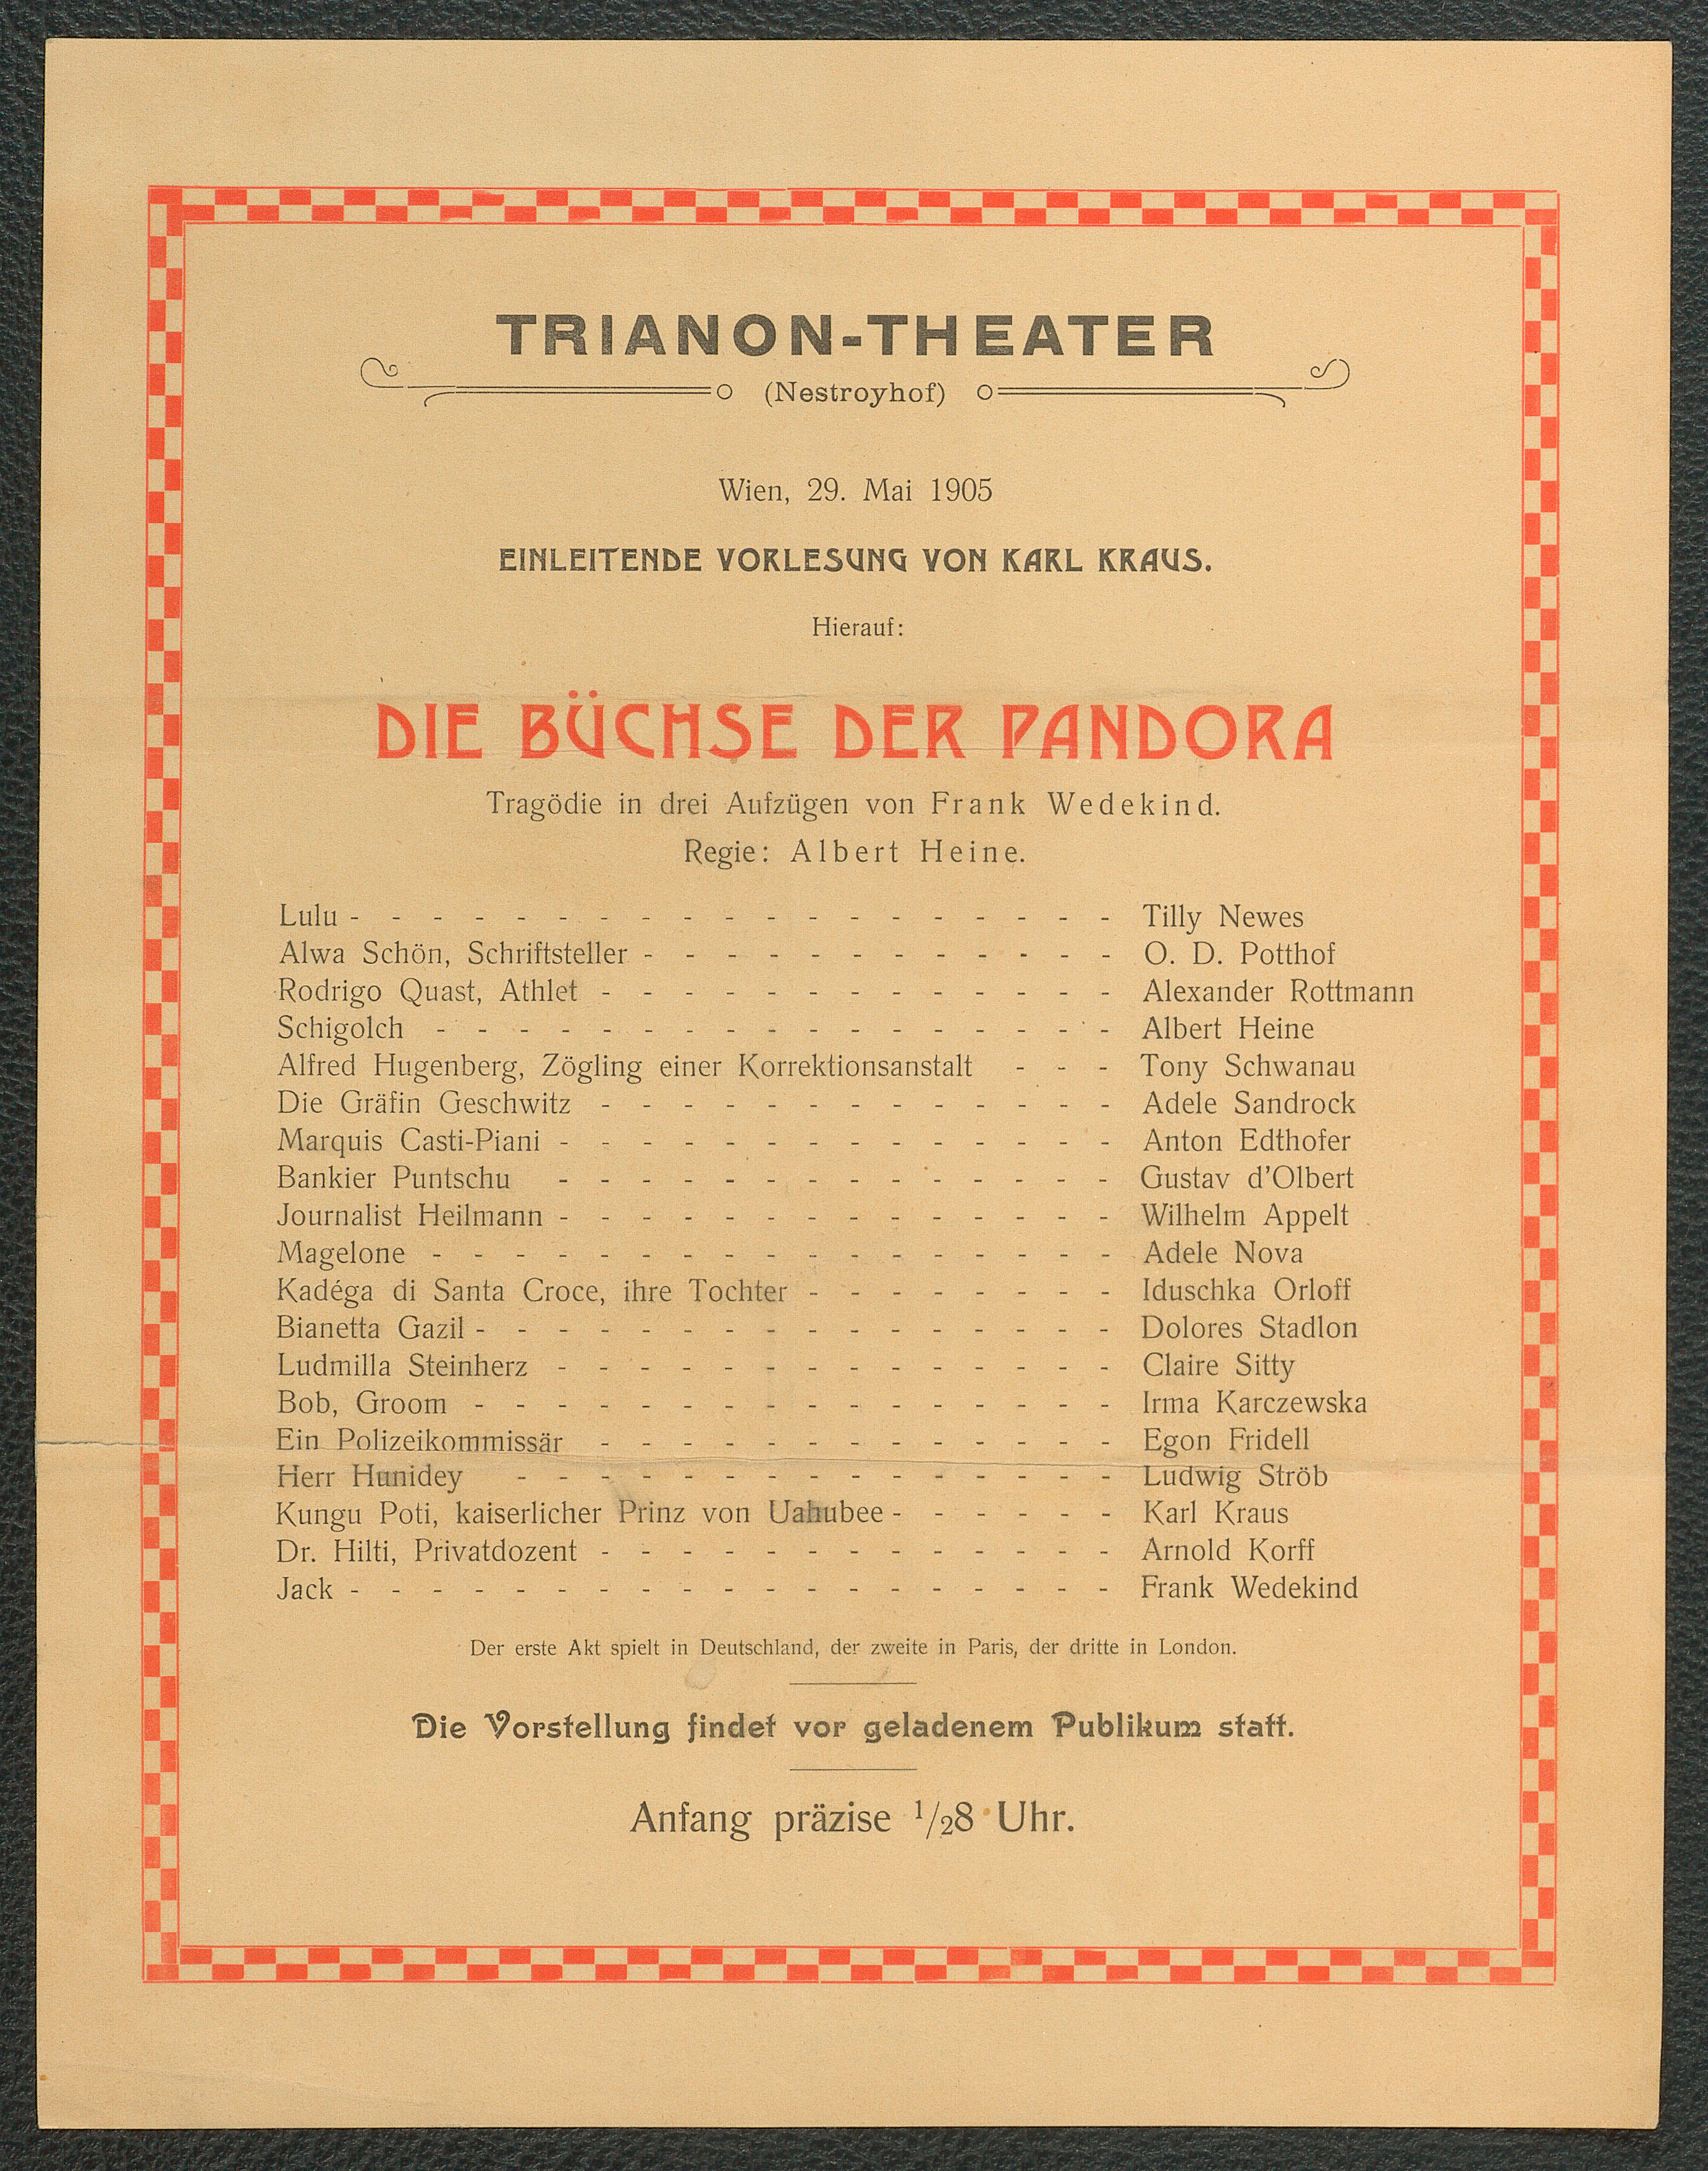 TRIANON-THEATER
(Nestroyhof)
Wien, 29. Mai 1905
EINLEITENDE VORLESUNG VON KARL KRAUS.
Hierauf:
DIE BÜCHSE DER PANDORA
Tragödie in drei Aufzügen von Frank Wedekind.
Regie: Albert Heine.
Lulu - - - - - - - - - - - - - - - - - - - Tilly Newes
Alwa Schön, Schriftsteller - - - - - - - - - - - - O. D. Potthof
Rodrigo Quast, Athlet - - - - - - - - - - - - - Alexander Rottmann
Schigolch - - - - - - - - - - - - - - - - - Albert Heine
Alfred Hugenberg, Zögling einer Korrektionsanstalt - - - Tony Schwanau
Die Gräfin Geschwitz - - - - - - - - - - - - - Adele Sandrock
Marquis Casti-Piani - - - - - - - - - - - - - - Anton Edthofer
Bankier Puntschu - - - - - - - - - - - - - - Gustav d'Olbert
Journalist Heilmann - - - - - - - - - - - - - - Wilhelm Appelt
Magelone - - - - - - - - - - - - - - - - - Adele Nova
Kadéga di Santa Croce, ihre Tochter - - - - - - - - Iduschka Orloff
Bianetta Gazil - - - - - - - - - - - - - - - - Dolores Stadlon
Ludmilla Steinherz - - - - - - - - - - - - - - Claire Sitty
Bob, Groom - - - - - - - - - - - - - - - - Irma Karczewska
Ein Polizeikommissär - - - - - - - - - - - - - Egon Fridell
Herr Hunidey - - - - - - - - - - - - - - - Ludwig Ströb
Kungu Poti, kaiserlicher Prinz von Uahubee - - - - - - Karl Kraus
Dr. Hilti, Privatdozent - - - - - - - - - - - - - Arnold Korff
Jack - - - - - - - - - - - - - - - - - - - Frank Wedekind
Der erste Akt spielt in Deutschland, der zweite in Paris, der dritte in London.
Die Vorstellung findet vor geladenem Publikum statt.
Anfang präzise 1/28 Uhr.